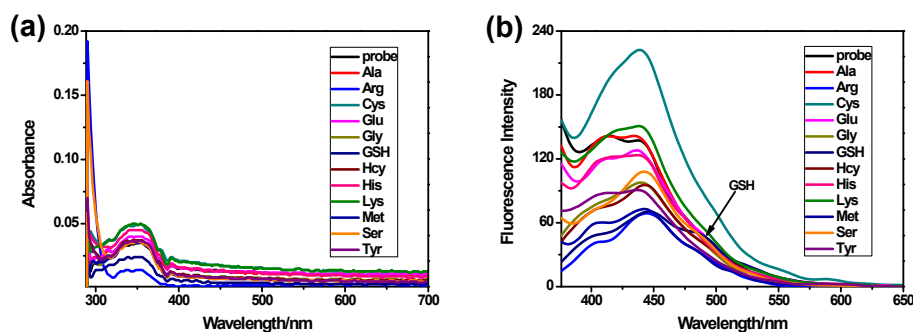 (a)
0.20
0.15
0.10
0.05
0.00
Absorbance
300 400 500 600 700
Wavelength/nm
probe
Ala
Arg
Cys
Glu
Gly
GSH
Hcy
His
Lys
Met
Ser
Tyr
(b)
240
180
120
60
0
Fluorescence Intensity
400 450 500 550 600 650
Wavelength/nm
GSH
probe
Ala
Arg
Cys
Glu
Gly
GSH
Hcy
His
Lys
Met
Ser
Tyr